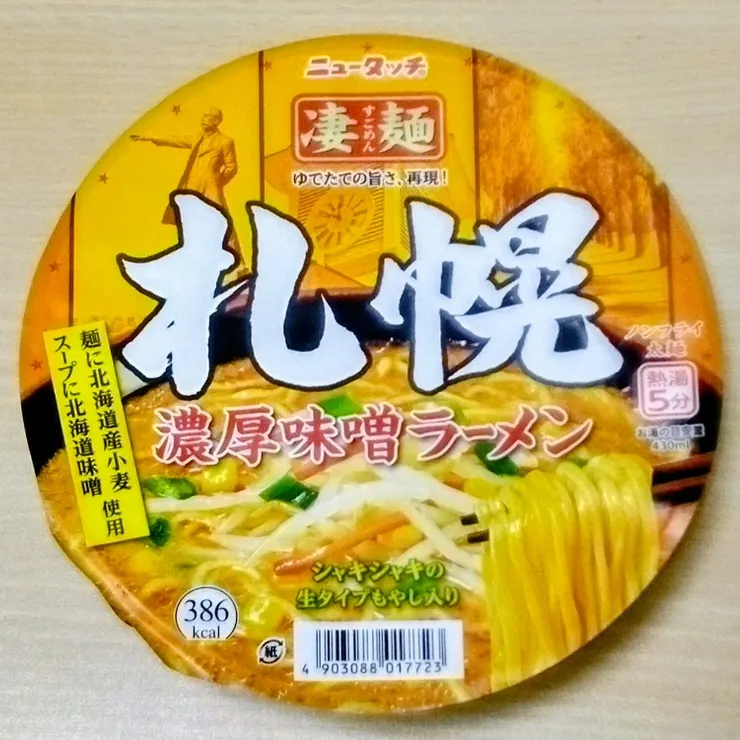 ニュータッチ®
凄麺
すごめん
ゆでたての旨さ、再現!
札幌
濃厚味噌ラーメン
麺に北海道産小麦
スープに北海道味噌
使用
ノンフライ
太麺
熱湯
5分
お湯の目安量
430ml
シャキシャキの
生タイプもやし入り
386
kcal
紙
4 903088 017723